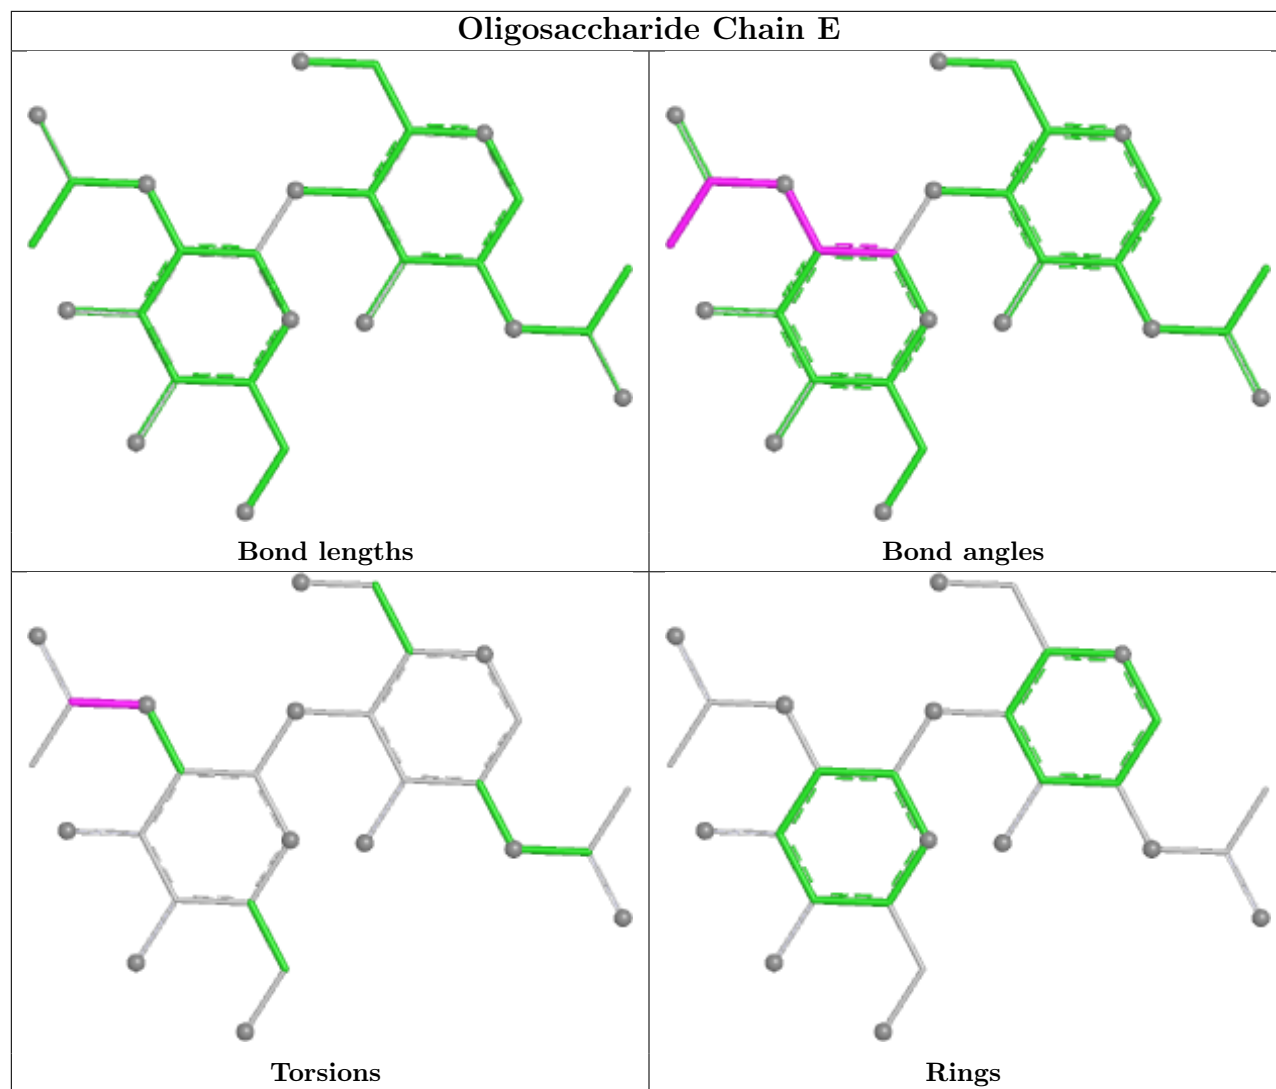 Oligosaccharide Chain E
Bond lengths
Bond angles
Torsions
Rings